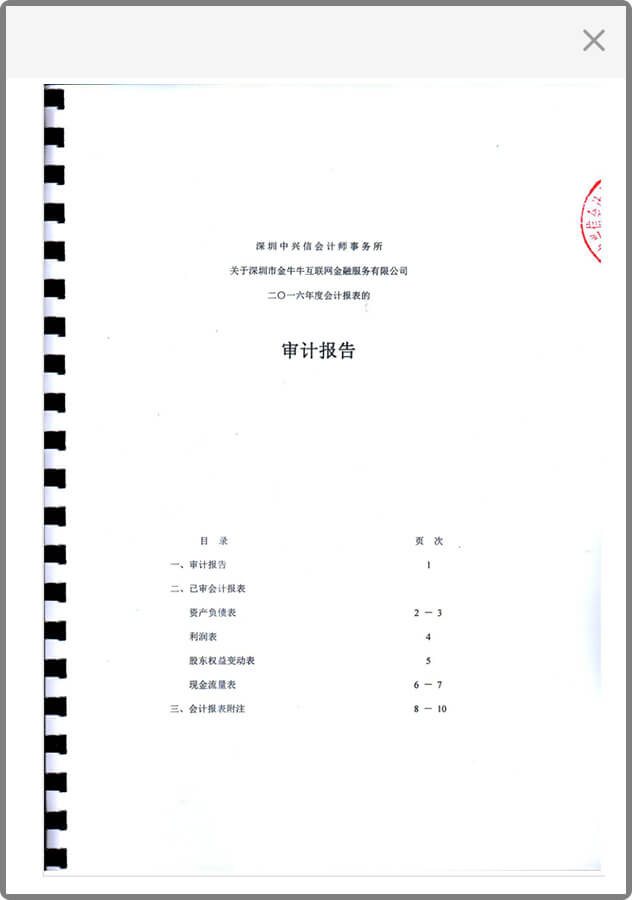 深圳中兴信会计师事务所
关于深圳市金牛牛互联网金融服务有限公司
二〇一六年度会计报表的
审计报告
目 录 页 次
一、审计报告 1
二、已审会计报表
资产负债表 2 － 3
利润表 4
股东权益变动表 5
现金流量表 6 － 7
三、会计报表附注 8 － 10